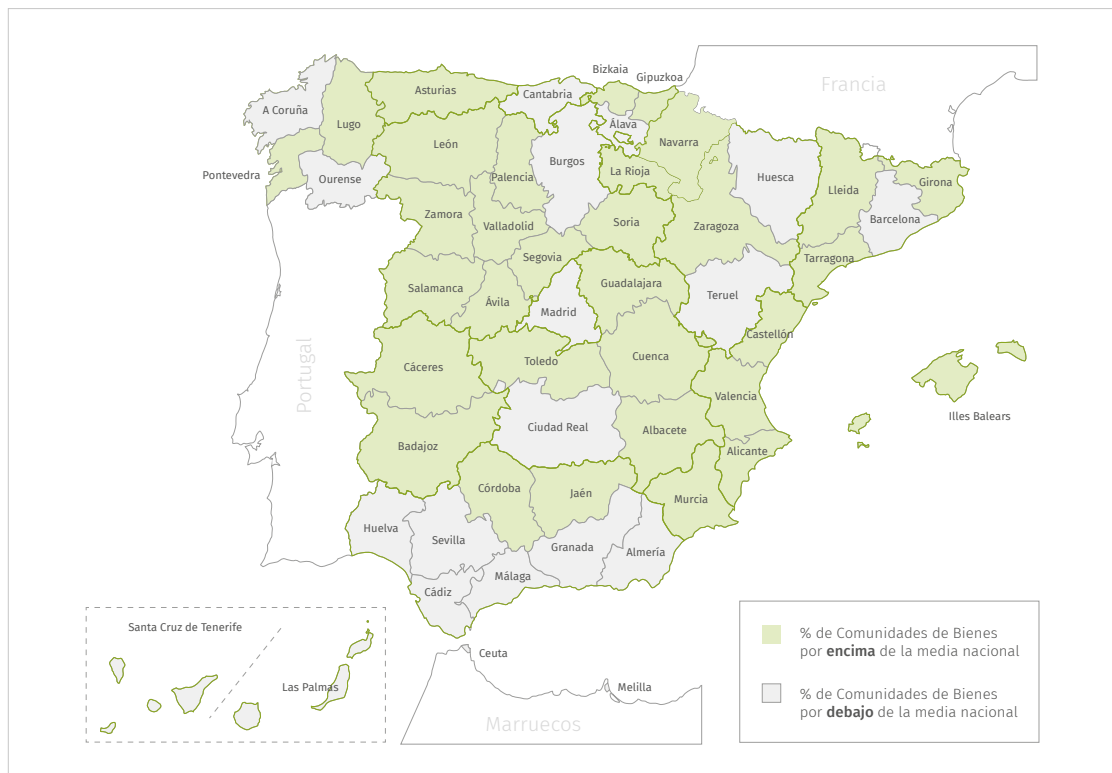 Bizkaia
Gipuzkoa
Francia
Asturias
Cantabria
A Coruña
Lugo
Álava
León
Navarra
Burgos
La Rioja
Palencia
Huesca
Pontevedra
Ourense
Lleida
Girona
Barcelona
Zamora
Valladolid
Soria
Zaragoza
Segovia
Tarragona
Salamanca
Ávila
Guadalajara
Teruel
Madrid
Castellón
Portugal
Cáceres
Toledo
Cuenca
Valencia
Illes Balears
Ciudad Real
Albacete
Badajoz
Alicante
Córdoba
Jaén
Murcia
Huelva
Sevilla
Granada
Almería
Málaga
Cádiz
Santa Cruz de Tenerife
Las Palmas
Ceuta
Melilla
Marruecos
% de Comunidades de Bienes
por encima de la media nacional
% de Comunidades de Bienes
por debajo de la media nacional